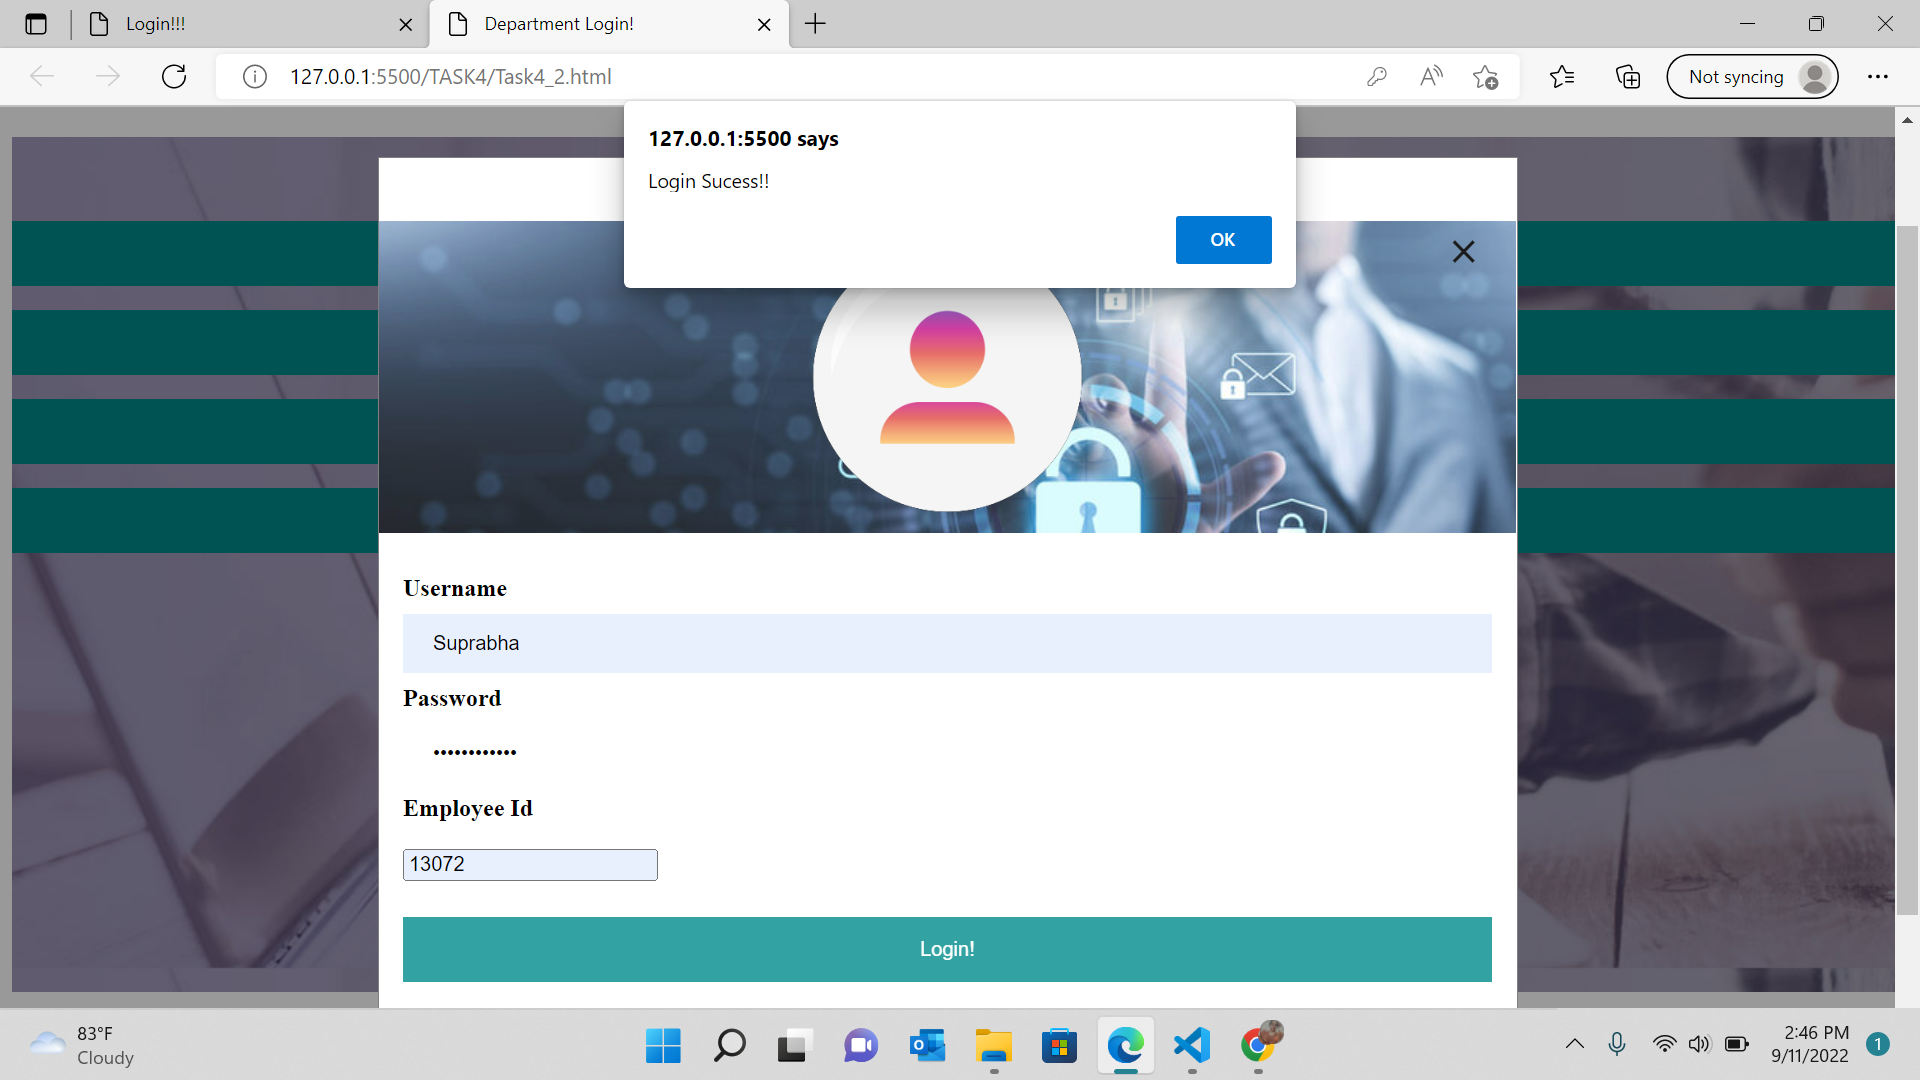 Login!!!
Department Login!
127.0.0.1:5500/TASK4/Task4_2.html
Not syncing
127.0.0.1:5500 says
Login Sucess!!
OK
Username
Suprabha
Password
••••••••••••
Employee Id
13072
Login!
83°F
Cloudy
2:46 PM
9/11/2022
1